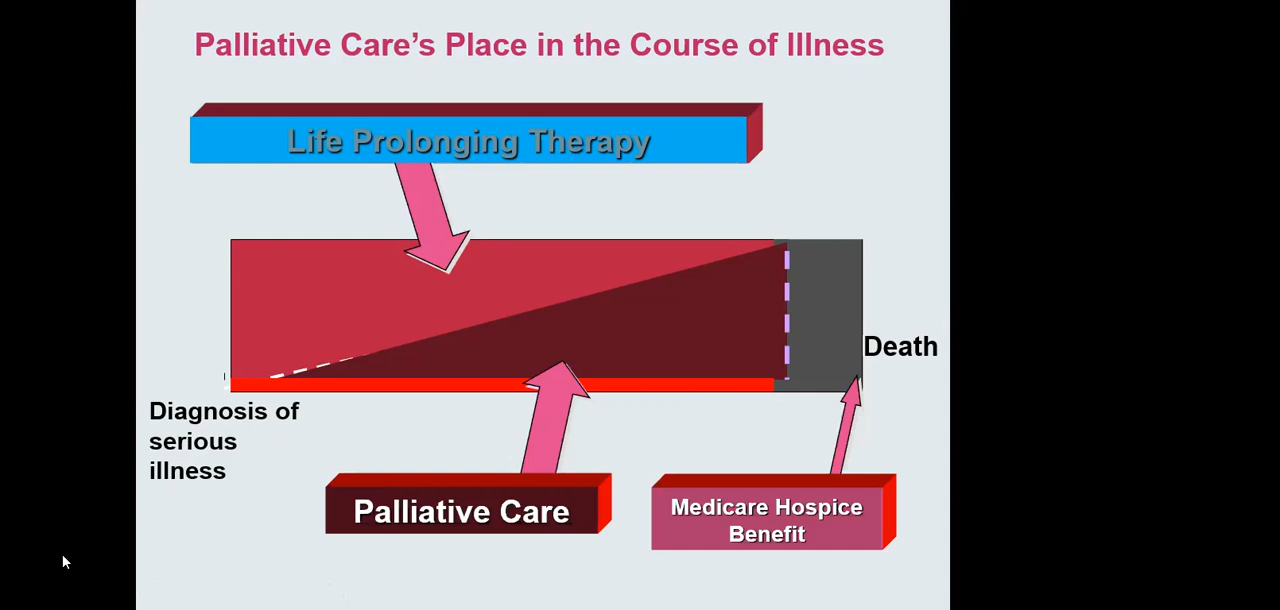 Palliative Care’s Place in the Course of Illness
Life Prolonging Therapy
Death
Diagnosis of
serious
illness
Palliative Care
Medicare Hospice
Benefit